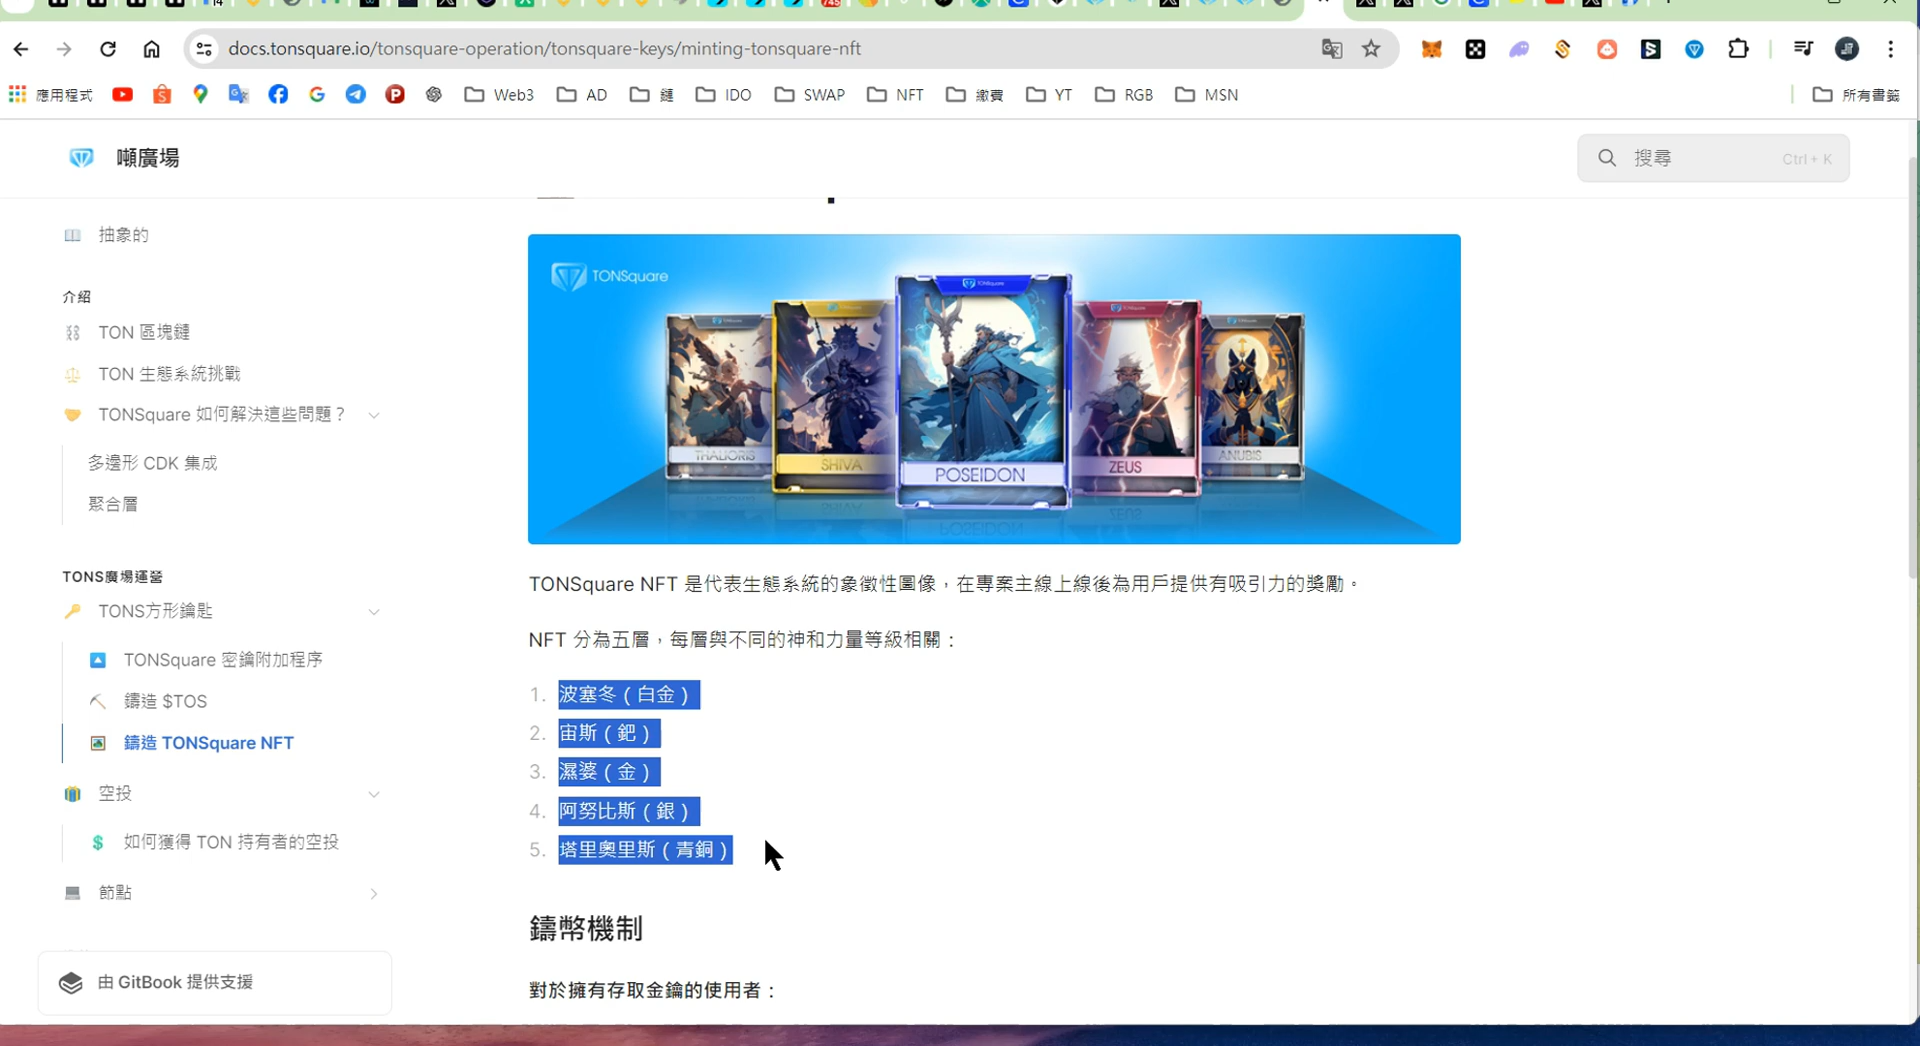 docs.tonsquare.io/tonsquare-operation/tonsquare-keys/minting-tonsquare-nft
應用程式
Web3
AD
鏈
IDO
SWAP
NFT
繳費
YT
RGB
MSN
所有書籤
噸廣場
搜尋
Ctrl + K
抽象的
介紹
TON 區塊鏈
TON 生態系統挑戰
TONSquare 如何解決這些問題？
多邊形 CDK 集成
聚合層
TONS廣場運營
TONS方形鑰匙
TONSquare 密鑰附加程序
鑄造 $TOS
鑄造 TONSquare NFT
空投
如何獲得 TON 持有者的空投
節點
由 GitBook 提供支援
TONSquare
THALIORIS
SHIVA
POSEIDON
ZEUS
ANUBIS
TONSquare NFT 是代表生態系統的象徵性圖像，在專案主線上線後為用戶提供有吸引力的獎勵。
NFT 分為五層，每層與不同的神和力量等級相關：
1. 波塞冬（白金）
2. 宙斯（鈀）
3. 濕婆（金）
4. 阿努比斯（銀）
5. 塔里奧里斯（青銅）
鑄幣機制
對於擁有存取金鑰的使用者：